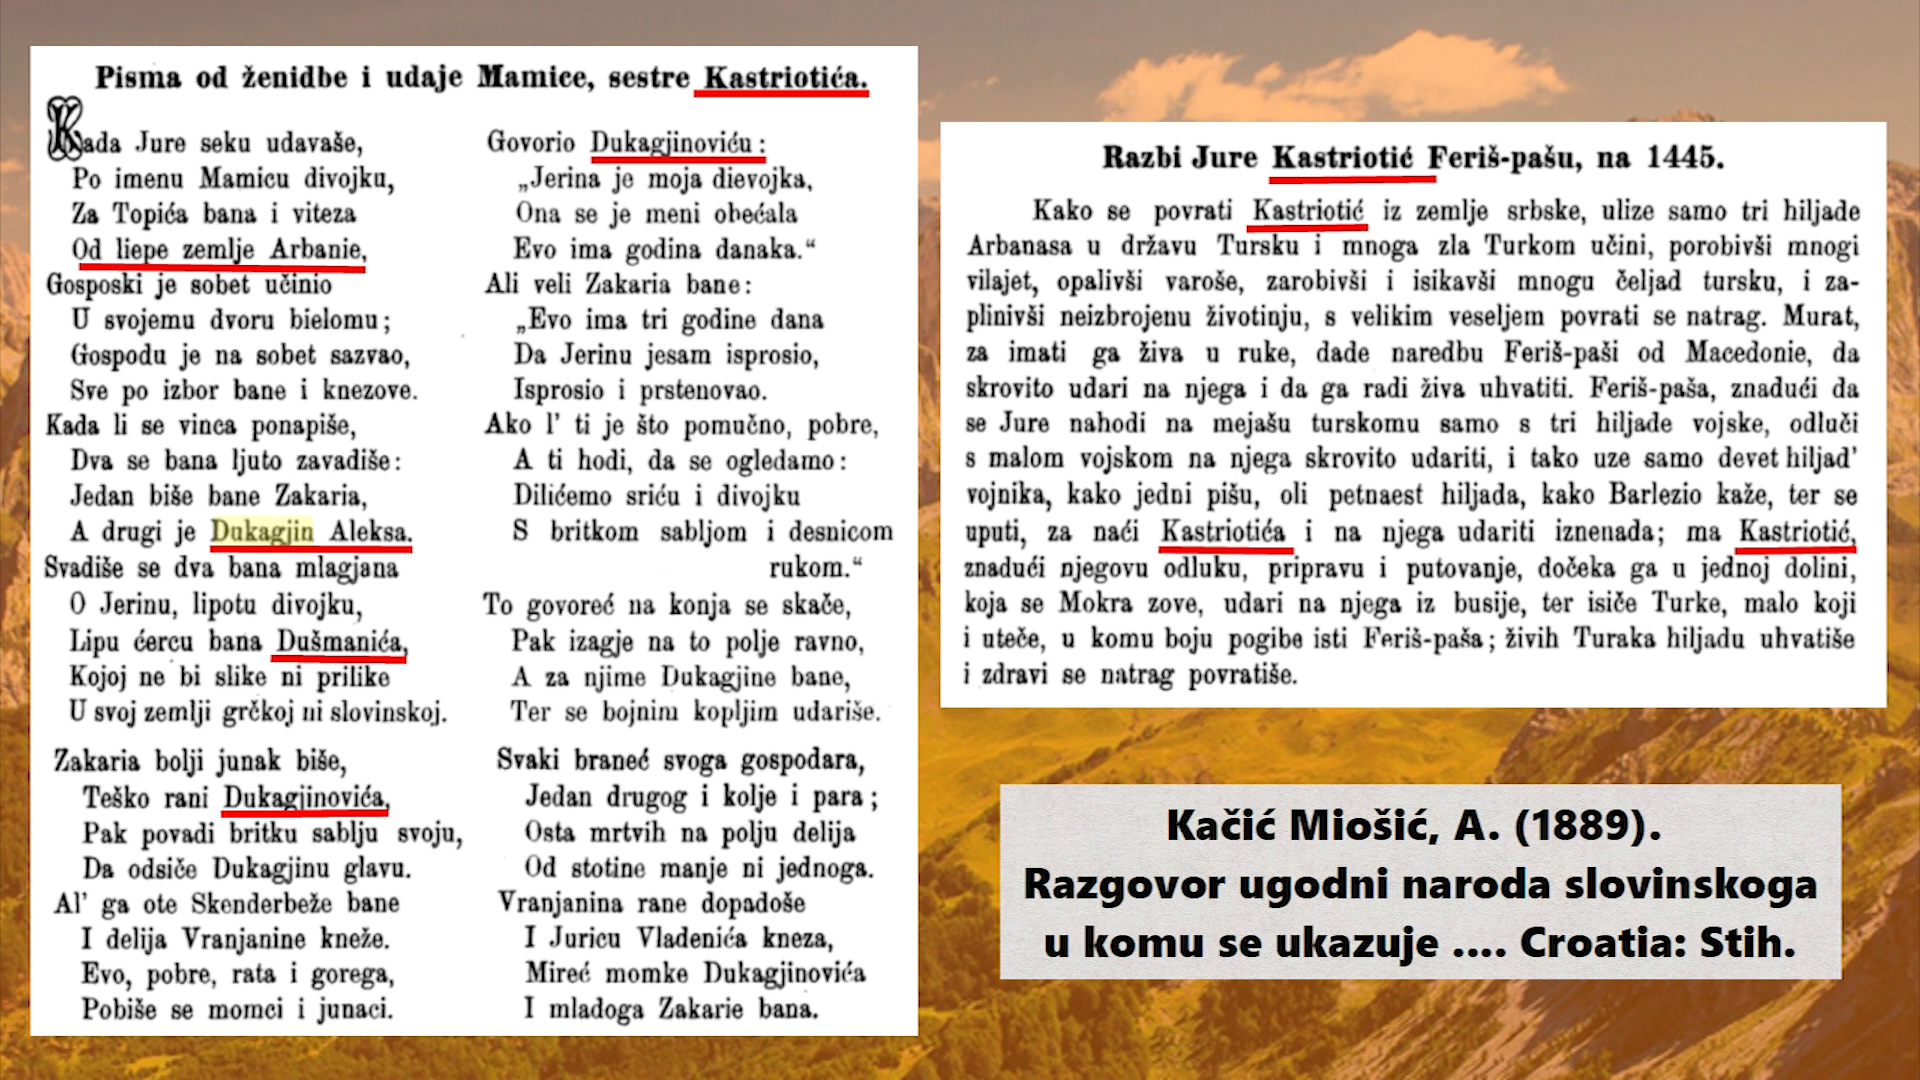 Pisma od ženidbe i udaje Mamice, sestre Kastriotića.
Kada Jure seku udavaše,
Po imenu Mamicu divojku,
Za Topića bana i viteza
Od liepe zemlje Arbanie,
Gosposki je sobet učinio
U svojemu dvoru bielomu;
Gospodu je na sobet sazvao,
Sve po izbor bane i knezove.
Kada li se vinca ponapiše,
Dva se bana ljuto zavadiše:
Jedan biše bane Zakaria,
A drugi je Dukagjin Aleksa.
Svadiše se dva bana mlagjana
O Jerinu, lipotu divojku,
Lipu ćercu bana Dušmanića,
Kojoj ne bi slike ni prilike
U svoj zemlji grčkoj ni slovinskoj.
Zakaria bolji junak biše,
Teško rani Dukagjinovića,
Pak povadi britku sablju svoju,
Da odsiče Dukagjinu glavu.
Al' ga ote Skenderbeže bane
I delija Vranjanine kneže.
Evo, pobre, rata i gorega,
Pobiše se momci i junaci.
Govorio Dukagjinoviću:
„Jerina je moja dievojka,
Ona se je meni obećala
Evo ima godina danaka.“
Ali veli Zakaria bane:
„Evo ima tri godine dana
Da Jerinu jesam isprosio,
Isprosio i prstenovao.
Ako l' ti je što pomučno, pobre,
A ti hodi, da se ogledamo:
Dilićemo sriću i divojku
S britkom sabljom i desnicom
rukom.“
To govoreć na konja se skače,
Pak izagje na to polje ravno,
A za njime Dukagjine bane,
Ter se bojnim kopljim udariše.
Svaki braneć svoga gospodara,
Jedan drugog i kolje i para;
Osta mrtvih na polju delija
Od stotine manje ni jednoga.
Vranjanina rane dopadoše
I Juricu Vladenića kneza,
Mireć momke Dukagjinovića
I mladoga Zakarie bana.
Razbi Jure Kastriotić Feriš-pašu, na 1445.
Kako se povrati Kastriotić iz zemlje srbske, ulize samo tri hiljade
Arbanasa u državu Tursku i mnoga zla Turkom učini, porobivši mnogi
vilajet, opalivši varoše, zarobivši i isikavši mnogu čeljad tursku, i za-
plinivši neizbrojenu životinju, s velikim veseljem povrati se natrag. Murat,
za imati ga živa u ruke, dade naredbu Feriš-paši od Macedonie, da
skrovito udari na njega i da ga radi živa uhvatiti. Feriš-paša, znadući da
se Jure nahodi na mejašu turskomu samo s tri hiljade vojske, odluči
s malom vojskom na njega skrovito udariti, i tako uze samo devet hiljad'
vojnika, kako jedni pišu, oli petnaest hiljada, kako Barlezio kaže, ter se
uputi, za naći Kastriotića i na njega udariti iznenada; ma Kastriotić,
znadući njegovu odluku, pripravu i putovanje, dočeka ga u jednoj dolini,
koja se Mokra zove, udari na njega iz busije, ter isiče Turke, malo koji
i uteče, u komu boju pogibe isti Feriš-paša; živih Turaka hiljadu uhvatiše
i zdravi se natrag povratiše.
Kačić Miošić, A. (1889).
Razgovor ugodni naroda slovinskoga
u komu se ukazuje .... Croatia: Stih.